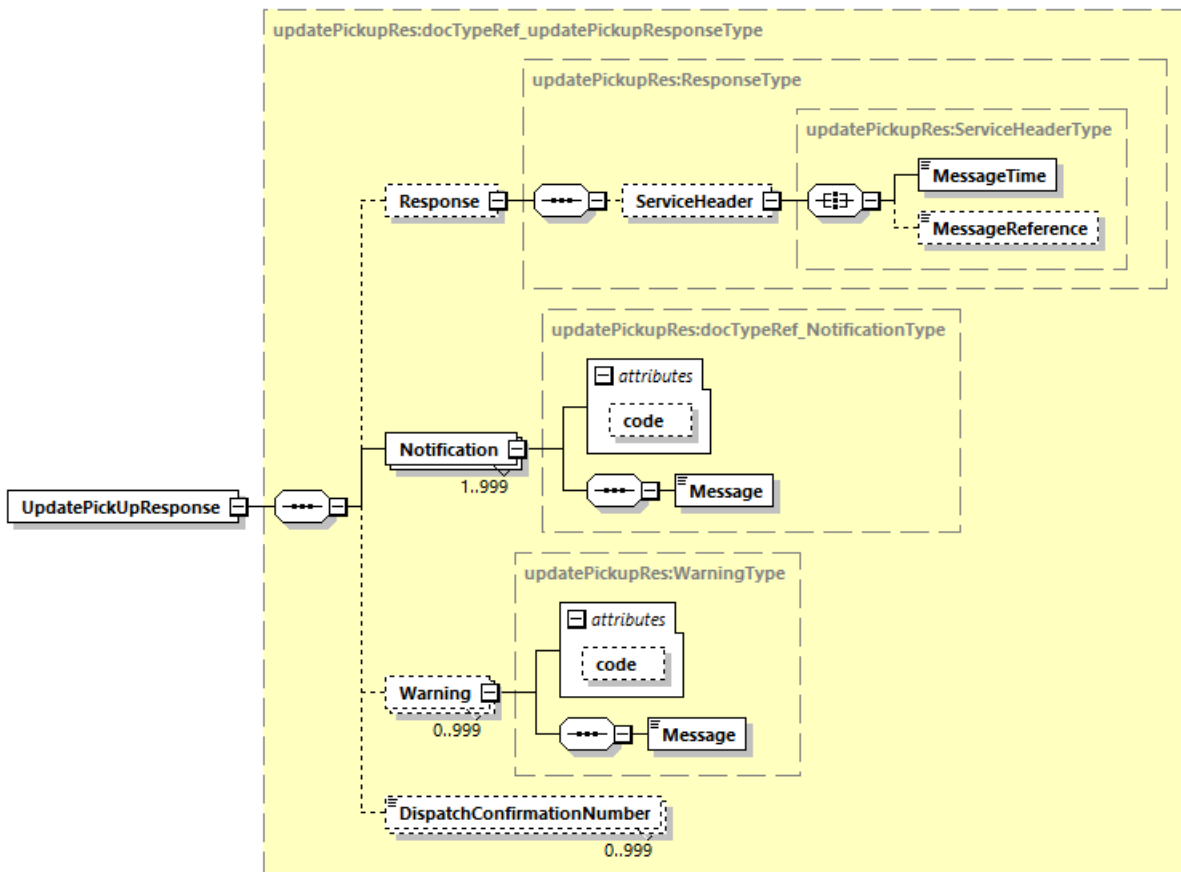 updatePickupRes:docTypeRef_updatePickupResponseType
updatePickupRes:ResponseType
updatePickupRes:ServiceHeaderType
MessageTime
Response
ServiceHeader
MessageReference
updatePickupRes:docTypeRef_NotificationType
attributes
code
Notification
1..999
Message
UpdatePickUpResponse
updatePickupRes:WarningType
attributes
code
Warning
0..999
Message
DispatchConfirmationNumber
0..999